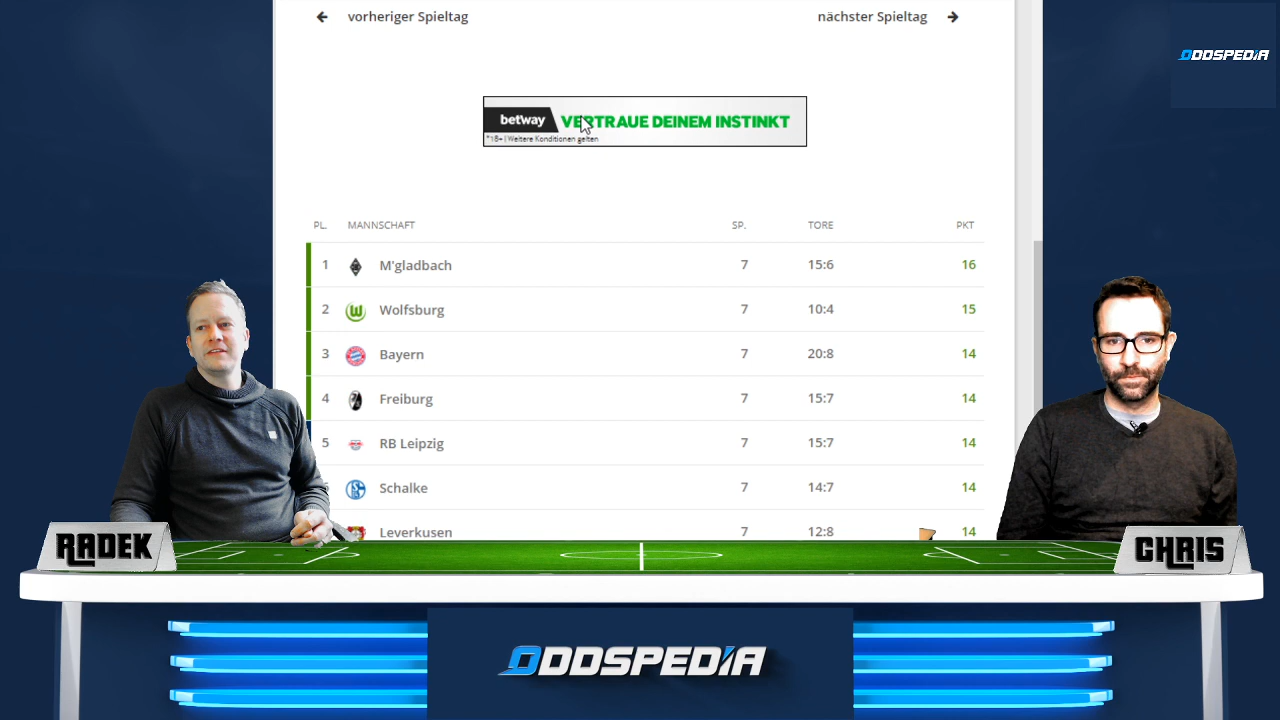 vorheriger Spieltag
nächster Spieltag
ODDSPEDIA
betway VERTRAUE DEINEM INSTINKT
*18+ | Weitere Konditionen gelten
PL. MANNSCHAFT SP. TORE PKT
1 M'gladbach 7 15:6 16
2 Wolfsburg 7 10:4 15
3 Bayern 7 20:8 14
4 Freiburg 7 15:7 14
5 RB Leipzig 7 15:7 14
Schalke 7 14:7 14
Leverkusen 7 12:8 14
RADEK
CHRIS
ODDSPEDIA